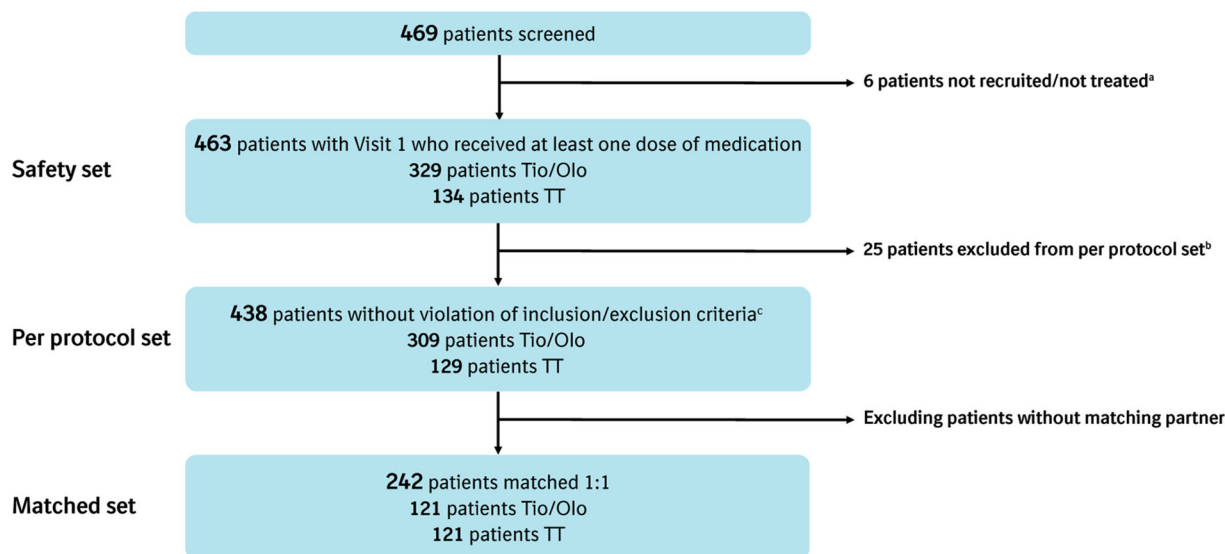 469 patients screened
6 patients not recruited/not treatedᵃ
Safety set
463 patients with Visit 1 who received at least one dose of medication
329 patients Tio/Olo
134 patients TT
25 patients excluded from per protocol setᵇ
Per protocol set
438 patients without violation of inclusion/exclusion criteriaᶜ
309 patients Tio/Olo
129 patients TT
Excluding patients without matching partner
Matched set
242 patients matched 1:1
121 patients Tio/Olo
121 patients TT